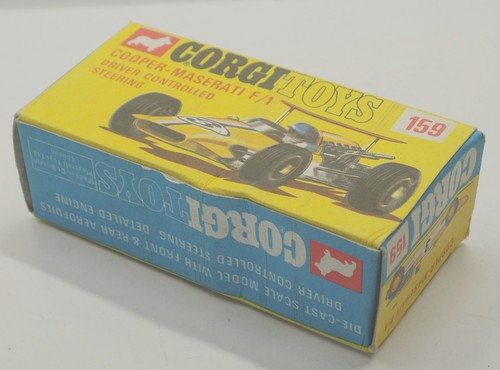 CORGI TOYS
COOPER-MASERATI F/1
DRIVER CONTROLLED
STEERING
159
CORGI TOYS
DIE-CAST SCALE MODEL WITH FRONT & REAR AEROFOILS
DRIVER CONTROLLED STEERING DETAILED ENGINE
CORGI
159